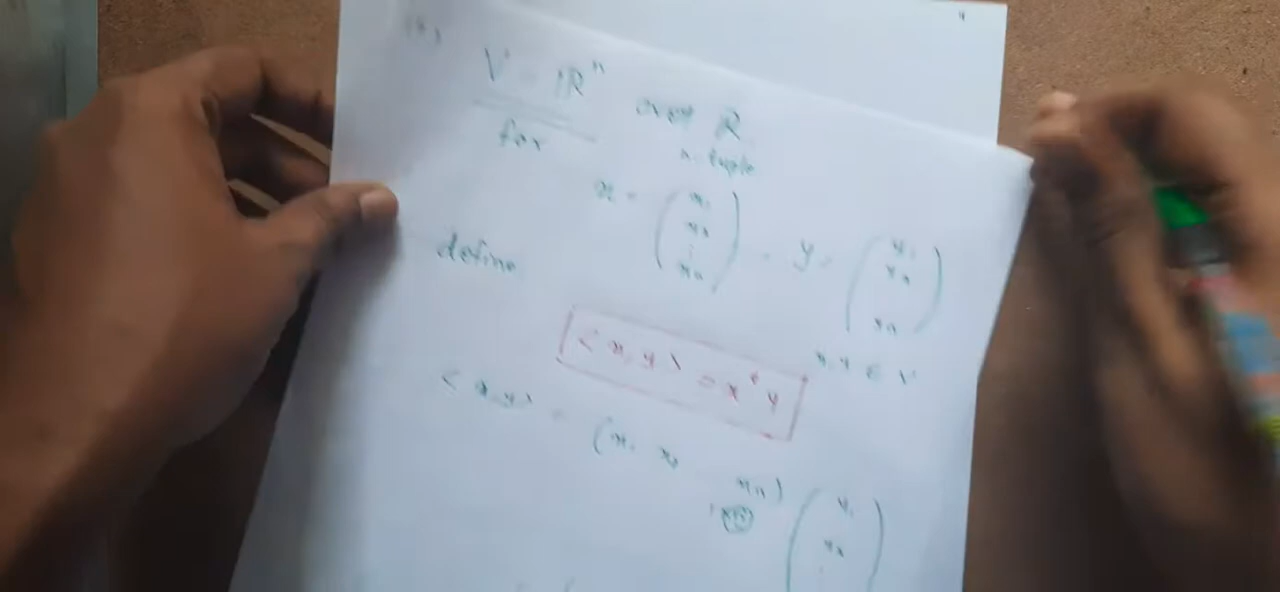 V = ℝⁿ over ℝ
for n-tuple
x = (x₁ x₂ ⋮ xₙ), y = (y₁ y₂ yₙ)
define
x, y ∈ V
<x, y> = xᵗ y
<x, y> = (x₁ x₂ xₙ) (y₁ y₂